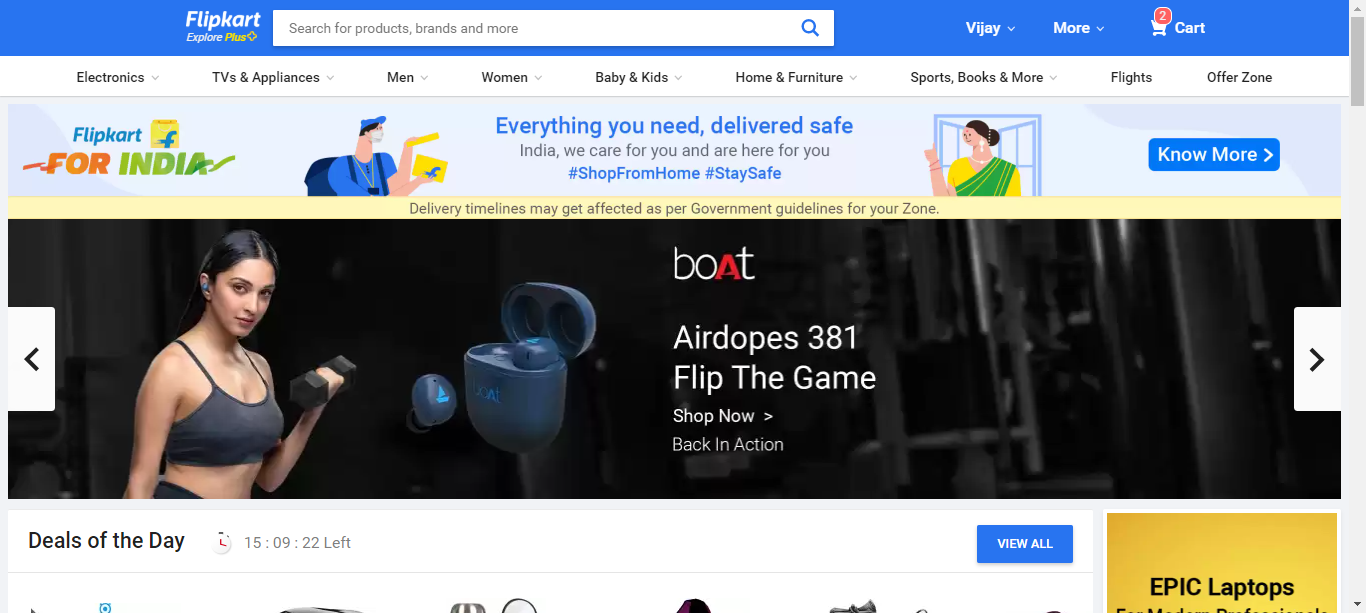 Flipkart
Explore Plus
Search for products, brands and more
Vijay
More
2
Cart
Electronics
TVs & Appliances
Men
Women
Baby & Kids
Home & Furniture
Sports, Books & More
Flights
Offer Zone
Flipkart
FOR INDIA
Everything you need, delivered safe
India, we care for you and are here for you
#ShopFromHome #StaySafe
Know More
Delivery timelines may get affected as per Government guidelines for your Zone.
boAt
Airdopes 381
Flip The Game
Shop Now >
Back In Action
boAt
Deals of the Day
15 : 09 : 22 Left
VIEW ALL
EPIC Laptops
For Modern Professionals